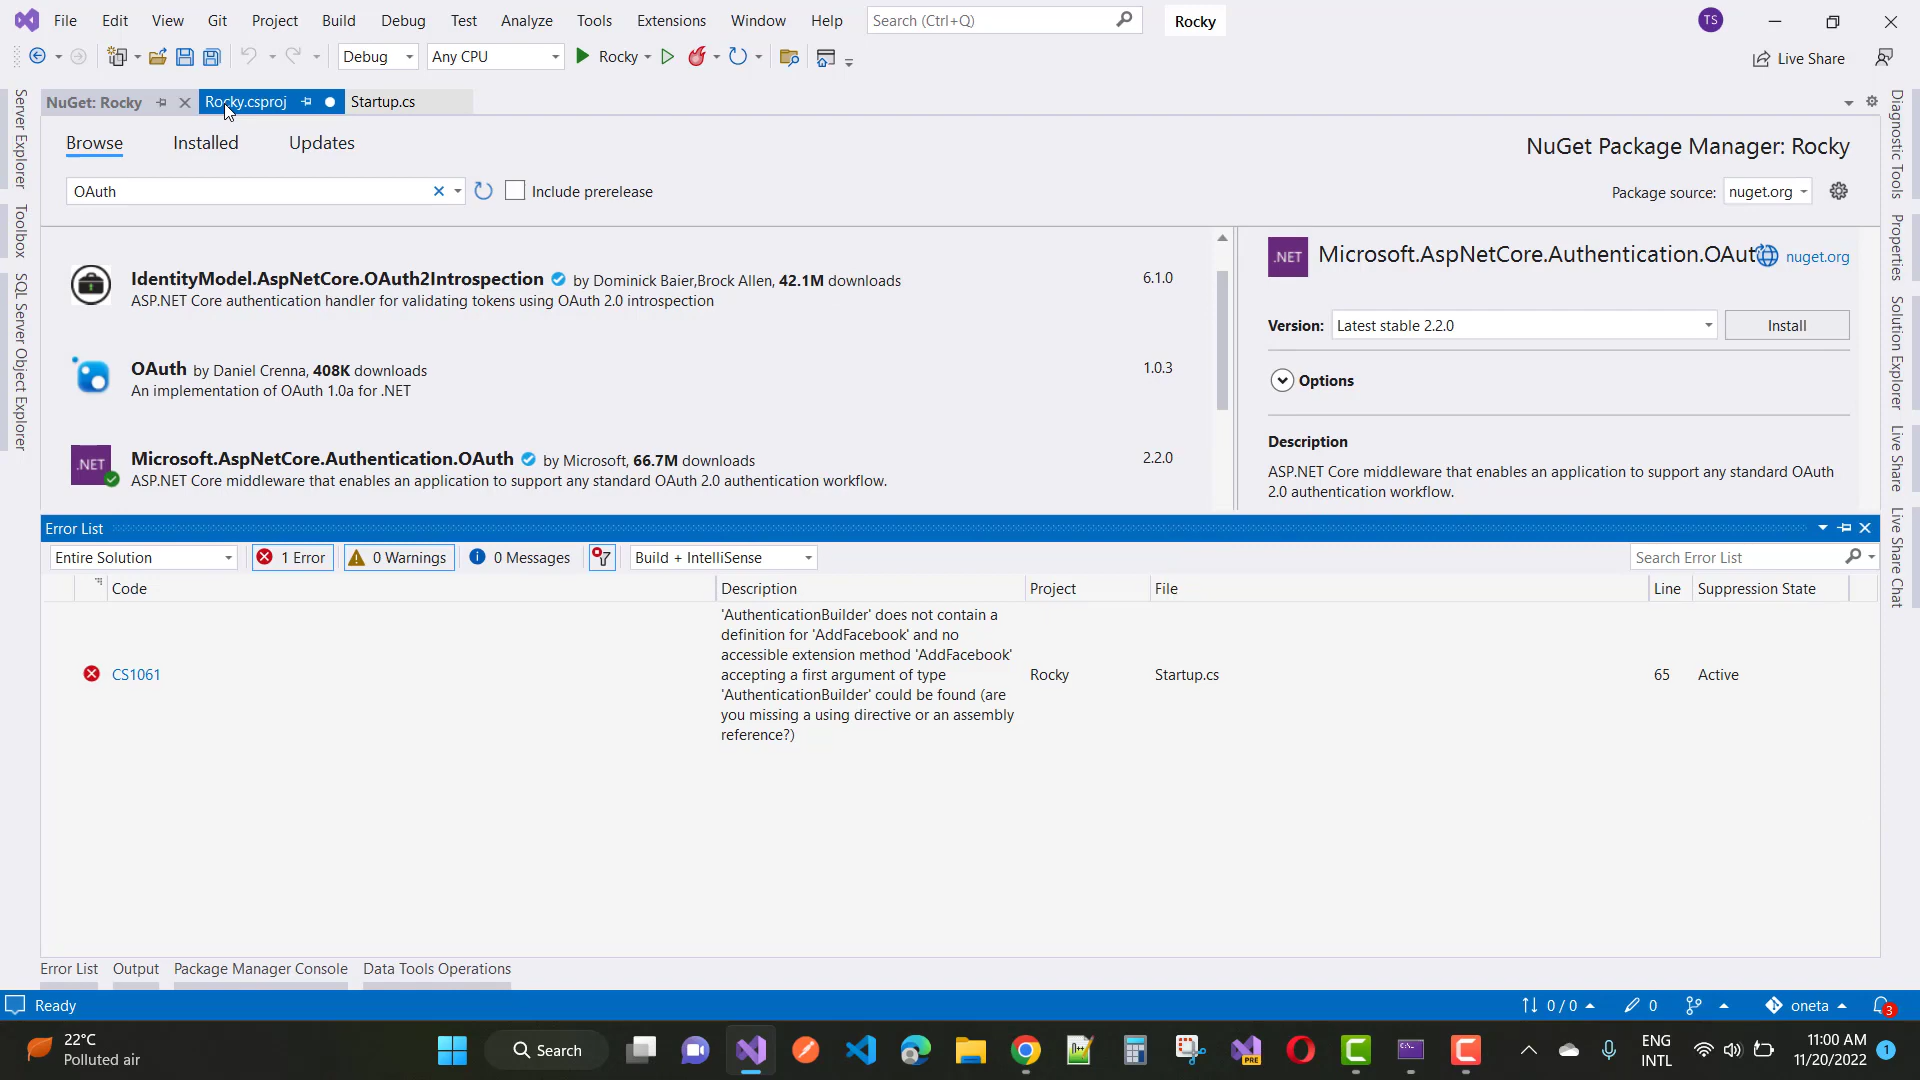 File Edit View Git Project Build Debug Test Analyze Tools Extensions Window Help Search (Ctrl+Q) Rocky TS
Debug Any CPU Rocky Live Share
NuGet: Rocky Rocky.csproj Startup.cs
Server Explorer
Toolbox
SQL Server Object Explorer
Browse Installed Updates
NuGet Package Manager: Rocky
OAuth Include prerelease
Package source: nuget.org
IdentityModel.AspNetCore.OAuth2Introspection by Dominick Baier,Brock Allen, 42.1M downloads 6.1.0
ASP.NET Core authentication handler for validating tokens using OAuth 2.0 introspection
OAuth by Daniel Crenna, 408K downloads 1.0.3
An implementation of OAuth 1.0a for .NET
.NET Microsoft.AspNetCore.Authentication.OAuth by Microsoft, 66.7M downloads 2.2.0
ASP.NET Core middleware that enables an application to support any standard OAuth 2.0 authentication workflow.
.NET Microsoft.AspNetCore.Authentication.OAut nuget.org
Version: Latest stable 2.2.0 Install
Options
Description
ASP.NET Core middleware that enables an application to support any standard OAuth
2.0 authentication workflow.
Diagnostic Tools
Properties
Solution Explorer
Live Share
Live Share Chat
Error List
Entire Solution 1 Error 0 Warnings 0 Messages Build + IntelliSense Search Error List
Code Description Project File Line Suppression State
CS1061
'AuthenticationBuilder' does not contain a
definition for 'AddFacebook' and no
accessible extension method 'AddFacebook'
accepting a first argument of type
'AuthenticationBuilder' could be found (are
you missing a using directive or an assembly
reference?)
Rocky Startup.cs 65 Active
Error List Output Package Manager Console Data Tools Operations
Ready 0 / 0 0 oneta 3
22°C
Polluted air
Search
PRE
ENG
INTL
11:00 AM
11/20/2022
1